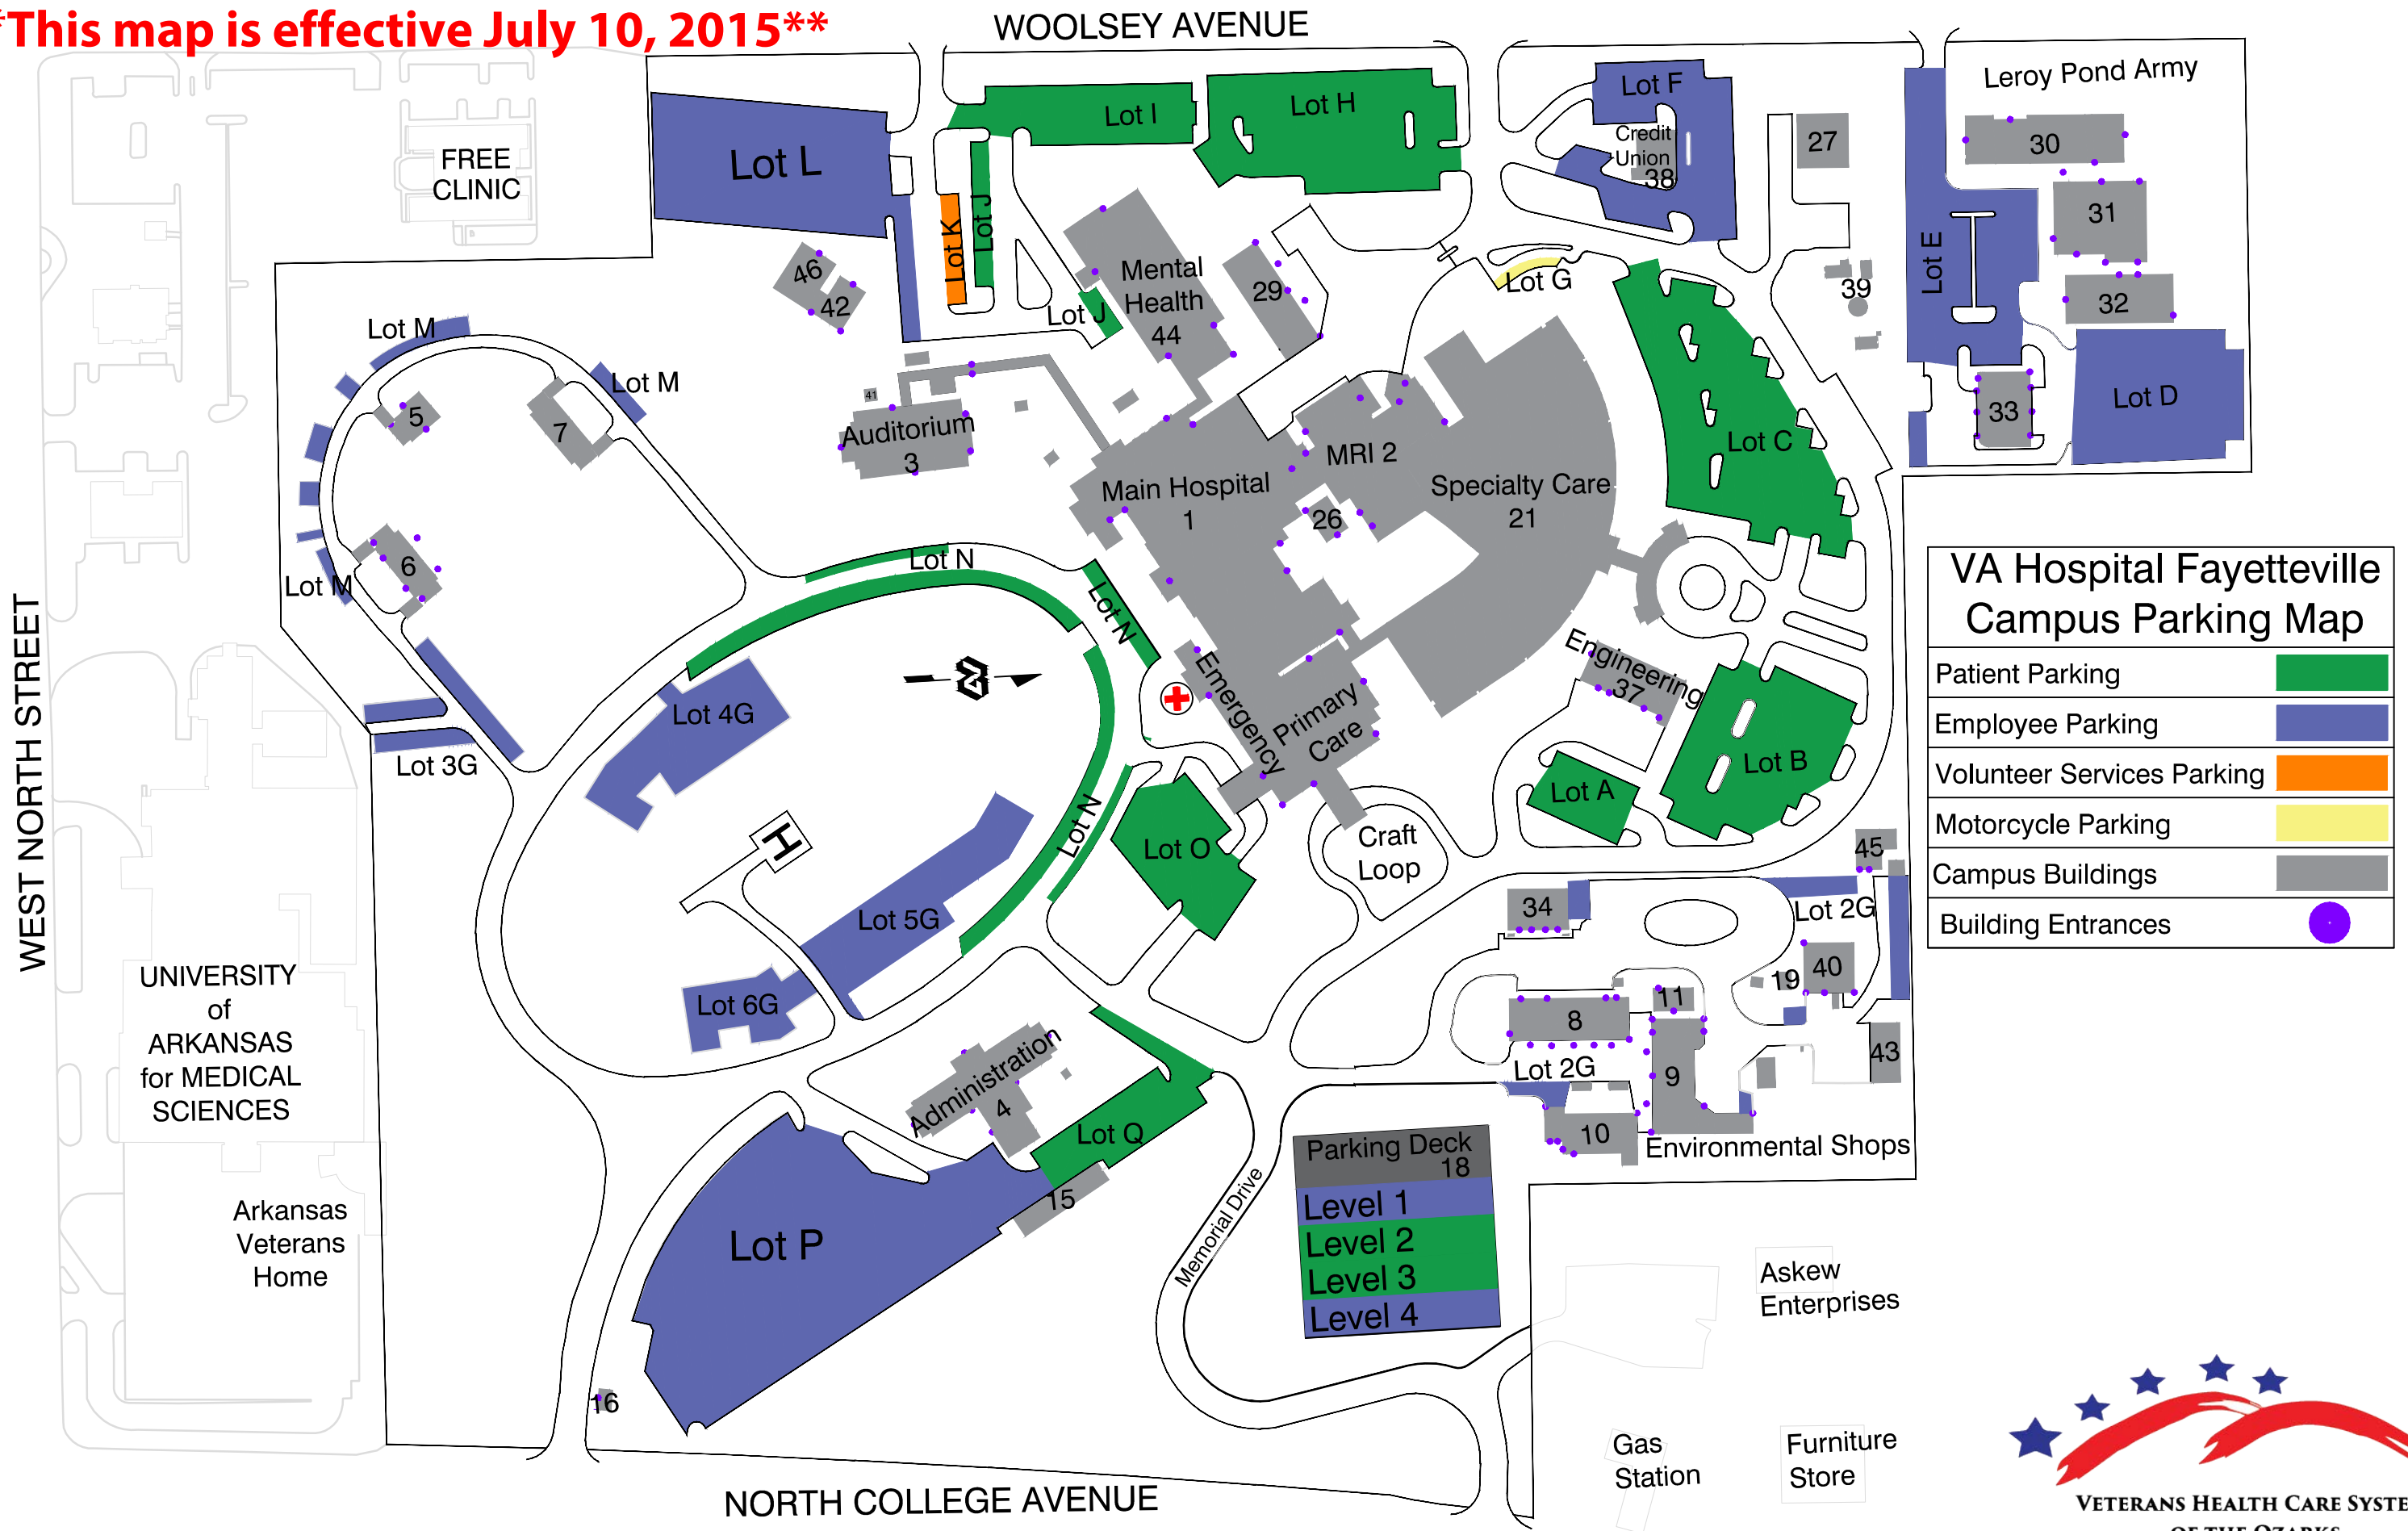 *This map is effective July 10, 2015**
WOOLSEY AVENUE
Leroy Pond Army
FREE
CLINIC
Lot L
Lot I
Lot H
Lot F
Credit
Union
38
27
30
31
32
33
Lot E
Lot D
Lot K
Lot J
Lot J
46
42
Mental
Health
44
29
Lot G
39
Lot M
Lot M
Lot M
5
7
6
41
Auditorium
3
Main Hospital
1
MRI 2
26
Specialty Care
21
Lot C
Lot N
Lot N
Lot N
N
Emergency
Primary
Care
Engineering
37
Lot B
Lot A
Lot O
Craft
Loop
Lot 4G
Lot 3G
H
Lot 5G
Lot 6G
WEST NORTH STREET
UNIVERSITY
of
ARKANSAS
for MEDICAL
SCIENCES
Arkansas
Veterans
Home
Administration
4
Lot Q
15
Lot P
16
Memorial Drive
34
45
Lot 2G
19
40
11
8
43
Lot 2G
9
10
Environmental Shops
Parking Deck
18
Level 1
Level 2
Level 3
Level 4
Askew
Enterprises
Gas
Station
Furniture
Store
NORTH COLLEGE AVENUE
VA Hospital Fayetteville
Campus Parking Map
Patient Parking
Employee Parking
Volunteer Services Parking
Motorcycle Parking
Campus Buildings
Building Entrances
VETERANS HEALTH CARE SYSTE
OF THE OZARKS